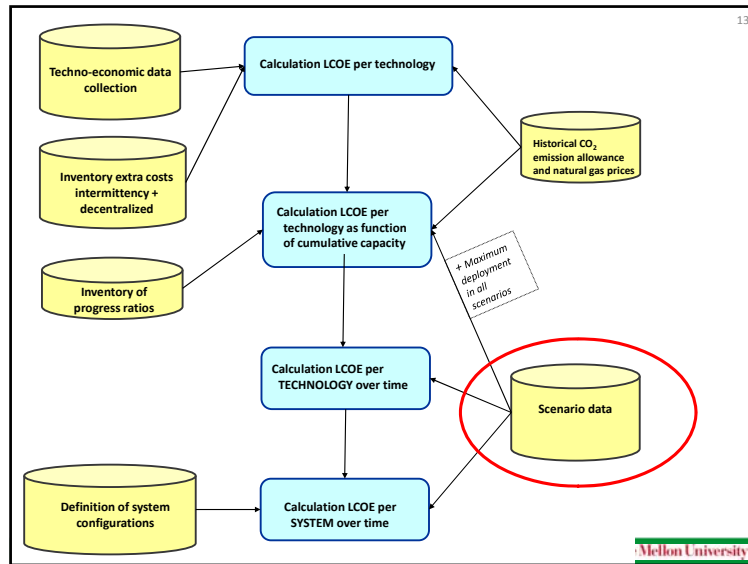 13
Techno-economic data
collection
Calculation LCOE per technology
Inventory extra costs
intermittency +
decentralized
Historical CO₂
emission allowance
and natural gas prices
Calculation LCOE per
technology as function
of cumulative capacity
+ Maximum
deployment
in all
scenarios
Inventory of
progress ratios
Calculation LCOE per
TECHNOLOGY over time
Scenario data
Definition of system
configurations
Calculation LCOE per
SYSTEM over time
Mellon University